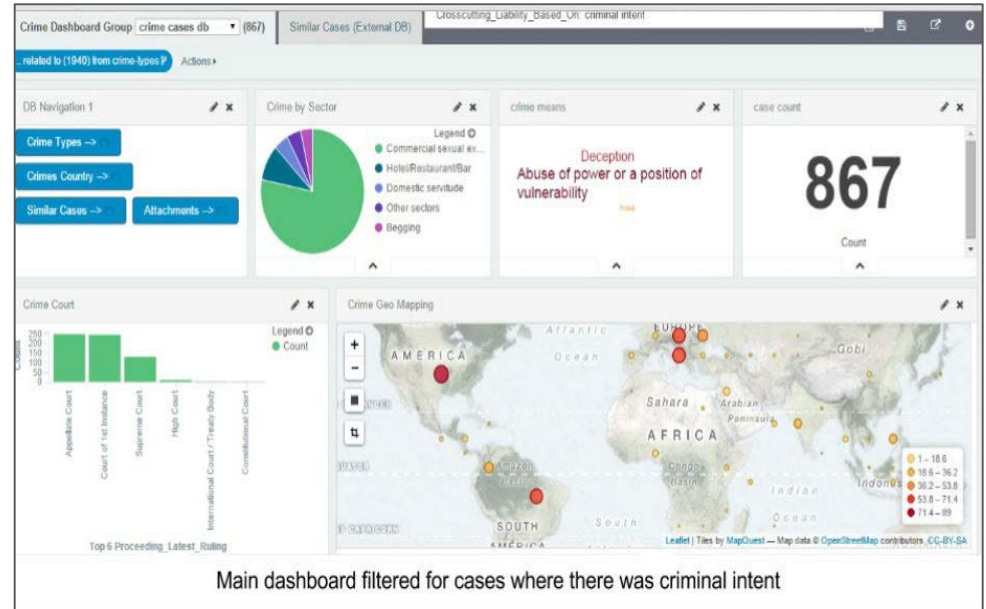 Crime Dashboard Group crime cases db (867)
Similar Cases (External DB)
Crosscutting_Liability_Based_On: criminal intent
... related to (1940) from crime-types
Actions
DB Navigation 1
Crime Types -->
Crimes Country -->
Similar Cases -->
Attachments -->
Crime by Sector
Legend
Commercial sexual ex...
Hotel/Restaurant/Bar
Domestic servitude
Other sectors
Begging
crime means
Deception
Abuse of power or a position of
vulnerability
case count
867
Count
Crime Court
Legend
Count
Count
250
200
150
100
50
0
Appellate Court
Court of 1st Instance
Supreme Court
High Court
International Court / Treaty Body
Constitutional Court
Top 6 Proceeding_Latest_Ruling
Crime Geo Mapping
+
−
AMERICA
Atlantic
Ocean
EUROPE
Gobi
Sahara
Arabian
Peninsula
AFRICA
Congo
Basin
Amazon
Indian
Ocean
SOUTH
AMERICA
South
1 – 18.6
18.6 – 36.2
36.2 – 53.8
53.8 – 71.4
71.4 – 89
Leaflet | Tiles by MapQuest — Map data © OpenStreetMap contributors, CC-BY-SA
Main dashboard filtered for cases where there was criminal intent